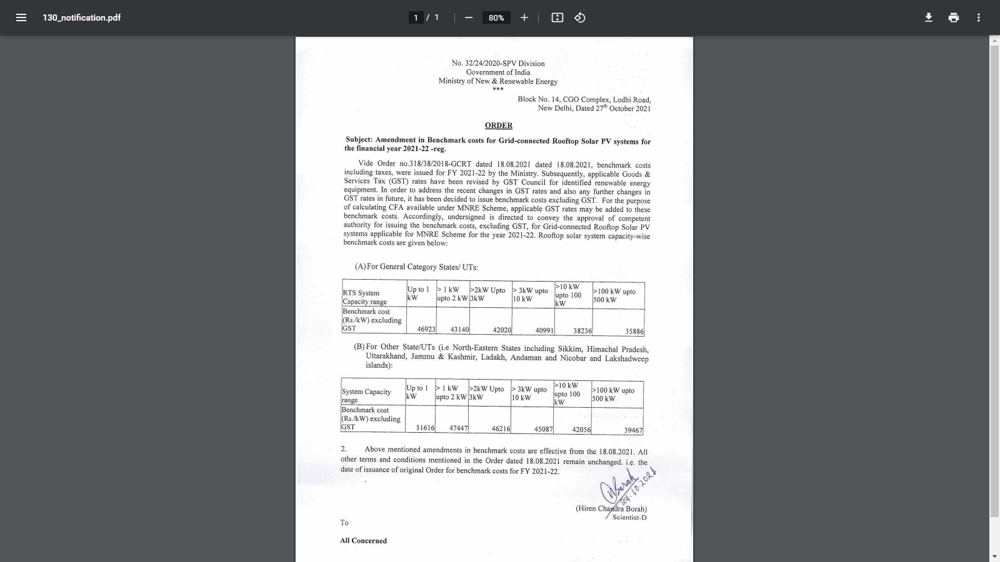 130_notification.pdf
1 / 1
80%
No. 32/24/2020-SPV Division
Government of India
Ministry of New & Renewable Energy
***
Block No. 14, CGO Complex, Lodhi Road,
New Delhi, Dated 27th October 2021
ORDER
Subject: Amendment in Benchmark costs for Grid-connected Rooftop Solar PV systems for
the financial year 2021-22 -reg.
Vide Order no.318/38/2018-GCRT dated 18.08.2021 dated 18.08.2021, benchmark costs
including taxes, were issued for FY 2021-22 by the Ministry. Subsequently, applicable Goods &
Services Tax (GST) rates have been revised by GST Council for identified renewable energy
equipment. In order to address the recent changes in GST rates and also any further changes in
GST rates in future, it has been decided to issue benchmark costs excluding GST. For the purpose
of calculating CFA available under MNRE Scheme, applicable GST rates may be added to these
benchmark costs. Accordingly, undersigned is directed to convey the approval of competent
authority for issuing the benchmark costs, excluding GST, for Grid-connected Rooftop Solar PV
systems applicable for MNRE Scheme for the year 2021-22. Rooftop solar system capacity-wise
benchmark costs are given below:
(A) For General Category States/ UTs:
RTS System
Capacity range
Up to 1
kW
> 1 kW
upto 2 kW
>2kW Upto
3kW
> 3kW upto
10 kW
>10 kW
upto 100
kW
>100 kW upto
500 kW
Benchmark cost
(Rs./kW) excluding
GST
46923
43140
42020
40991
38236
35886
(B) For Other State/UTs (i.e North-Eastern States including Sikkim, Himachal Pradesh,
Uttarakhand, Jammu & Kashmir, Ladakh, Andaman and Nicobar and Lakshadweep
islands):
System Capacity
range
Up to 1
kW
> 1 kW
upto 2 kW
>2kW Upto
3kW
> 3kW upto
10 kW
>10 kW
upto 100
kW
>100 kW upto
500 kW
Benchmark cost
(Rs./kW) excluding
GST
51616
47447
46216
45087
42056
39467
2. Above mentioned amendments in benchmark costs are effective from the 18.08.2021. All
other terms and conditions mentioned in the Order dated 18.08.2021 remain unchanged. i.e. the
date of issuance of original Order for benchmark costs for FY 2021-22.
Borah
27.10.2021
(Hiren Chandra Borah)
Scientist-D
To
All Concerned